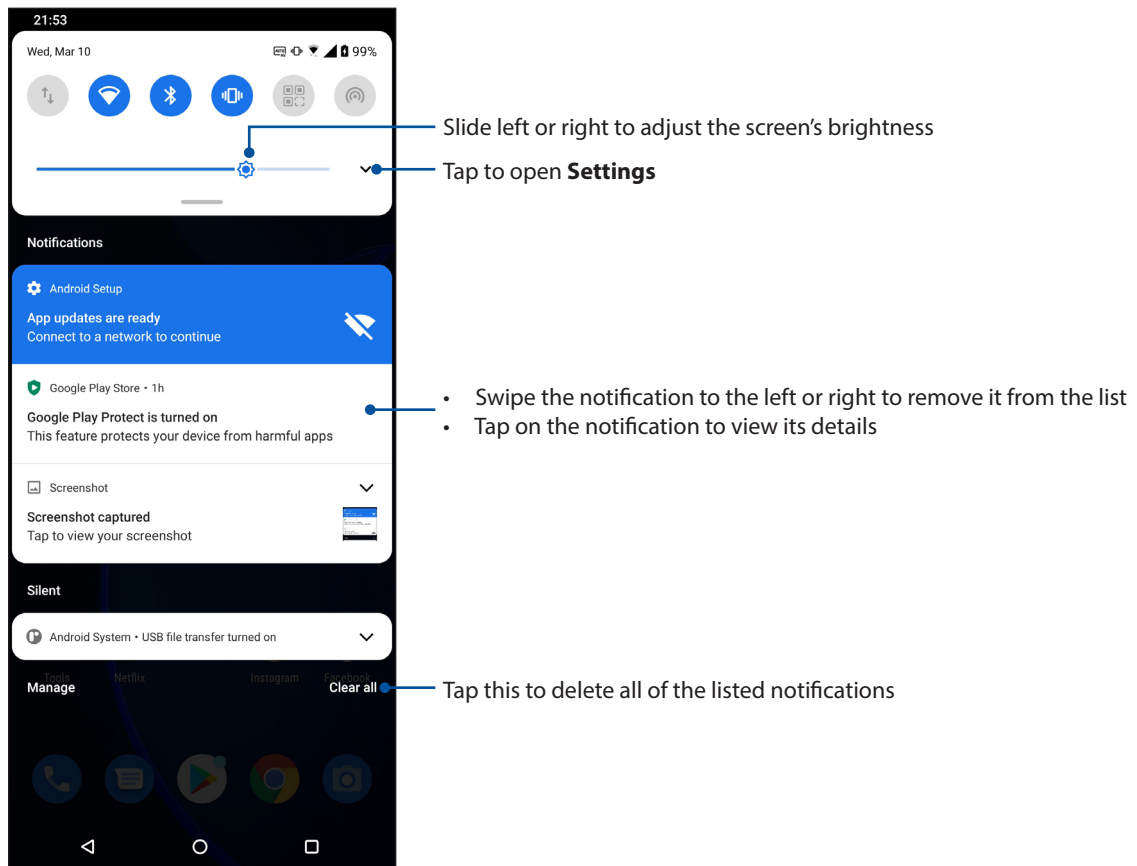 21:53
Wed, Mar 10
99%
Slide left or right to adjust the screen’s brightness
Tap to open Settings
Notifications
Android Setup
App updates are ready
Connect to a network to continue
Google Play Store • 1h
Google Play Protect is turned on
This feature protects your device from harmful apps
• Swipe the notification to the left or right to remove it from the list
• Tap on the notification to view its details
Screenshot
Screenshot captured
Tap to view your screenshot
Silent
Android System • USB file transfer turned on
Tools Netflix Instagram Facebook
Manage Clear all
Tap this to delete all of the listed notifications